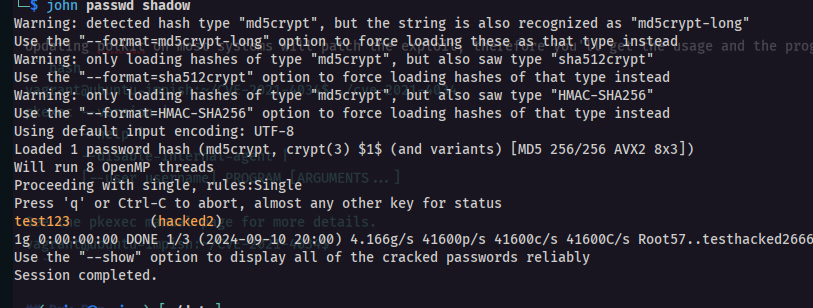 └─$ john passwd shadow
Warning: detected hash type "md5crypt", but the string is also recognized as "md5crypt-long"
Use the "--format=md5crypt-long" option to force loading these as that type instead
Warning: only loading hashes of type "md5crypt", but also saw type "sha512crypt"
Use the "--format=sha512crypt" option to force loading hashes of that type instead
Warning: only loading hashes of type "md5crypt", but also saw type "HMAC-SHA256"
Use the "--format=HMAC-SHA256" option to force loading hashes of that type instead
Using default input encoding: UTF-8
Loaded 1 password hash (md5crypt, crypt(3) $1$ (and variants) [MD5 256/256 AVX2 8x3])
Will run 8 OpenMP threads
Proceeding with single, rules:Single
Press 'q' or Ctrl-C to abort, almost any other key for status
test123 (hacked2)
1g 0:00:00:00 DONE 1/3 (2024-09-10 20:00) 4.166g/s 41600p/s 41600c/s 41600C/s Root57..testhacked2666
Use the "--show" option to display all of the cracked passwords reliably
Session completed.